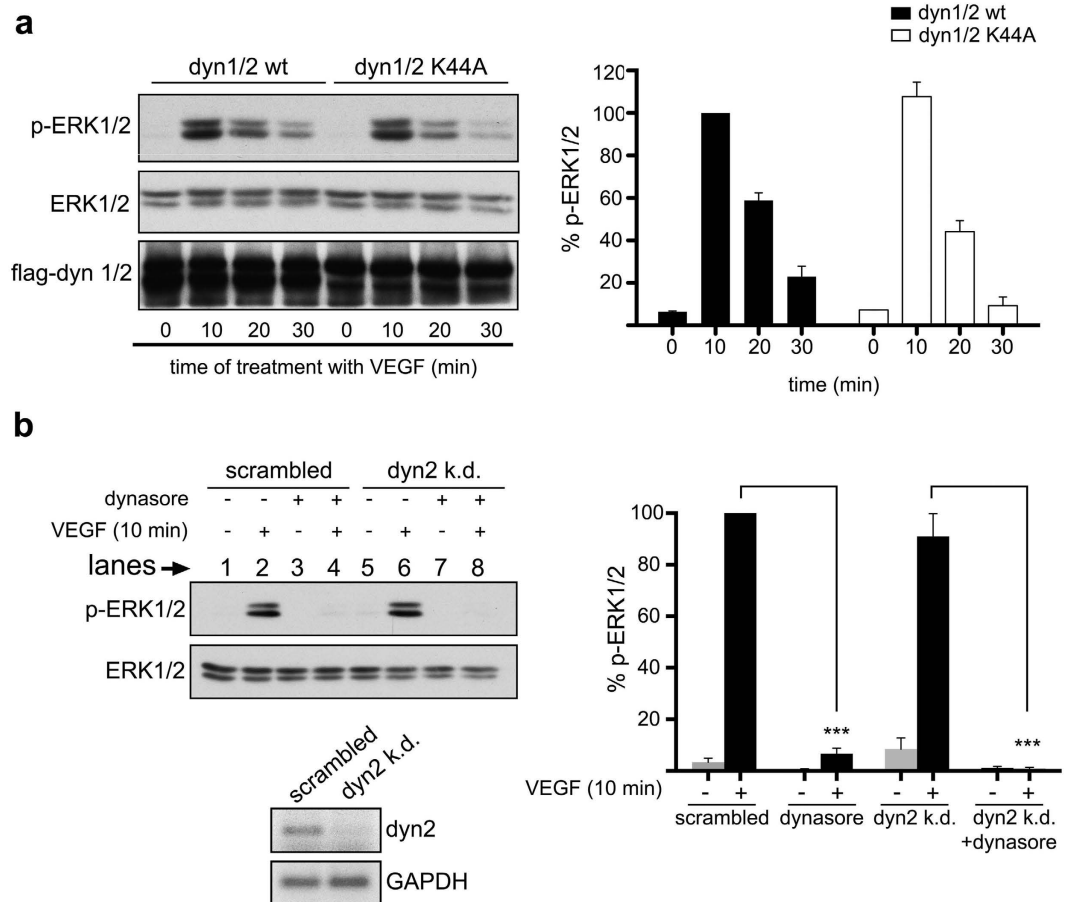 a
dyn1/2 wt
dyn1/2 K44A
p-ERK1/2
ERK1/2
flag-dyn 1/2
0 10 20 30 0 10 20 30
time of treatment with VEGF (min)
dyn1/2 wt
dyn1/2 K44A
% p-ERK1/2
120
100
80
60
40
20
0 10 20 30 0 10 20 30
time (min)
b
scrambled dyn2 k.d.
dynasore - - + + - - + +
VEGF (10 min) - + - + - + - +
lanes 1 2 3 4 5 6 7 8
p-ERK1/2
ERK1/2
scrambled
dyn2 k.d.
dyn2
GAPDH
% p-ERK1/2
100
80
60
40
20
***
***
VEGF (10 min) - + - + - + - +
scrambled dynasore dyn2 k.d. dyn2 k.d.
+dynasore